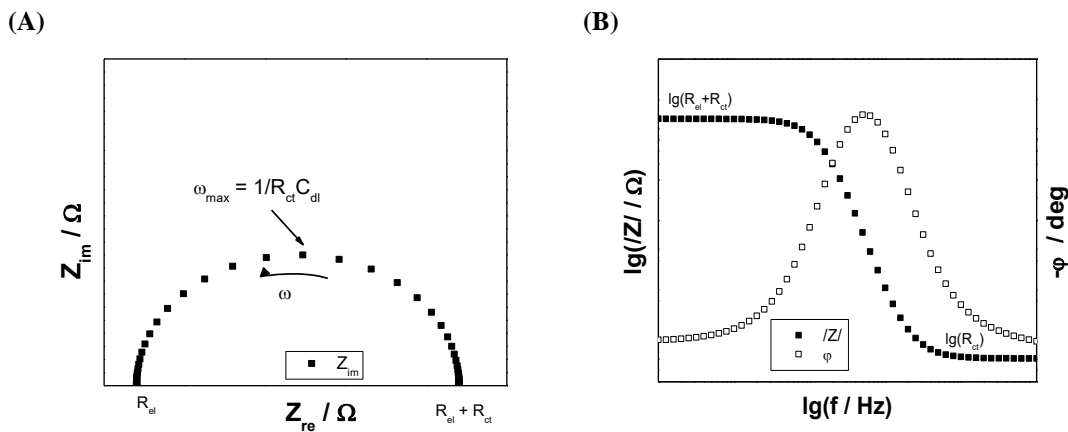 (A)
Z_im / Ω
ω_max = 1/R_ct C_dl
ω
Z_im
R_el
Z_re / Ω
R_el + R_ct
(B)
lg(/Z/ / Ω)
lg(R_el+R_ct)
/Z/
φ
lg(R_ct)
lg(f / Hz)
-φ / deg